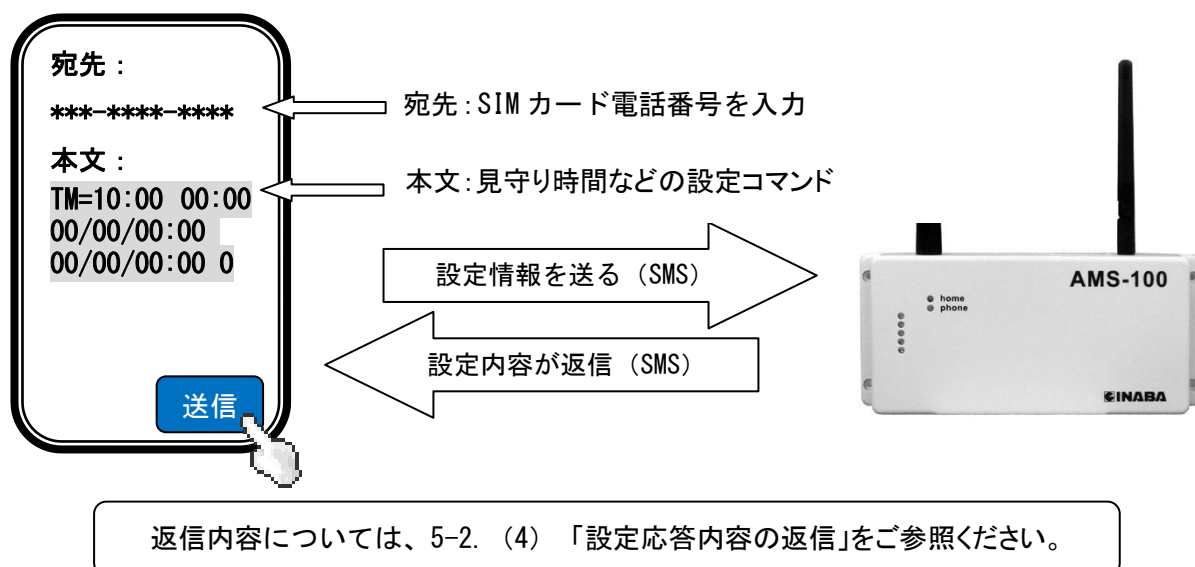 宛先：
***-****-****
宛先：SIM カード電話番号を入力
本文：
TM=10:00 00:00
00/00/00:00
00/00/00:00 0
本文：見守り時間などの設定コマンド
設定情報を送る（SMS）
設定内容が返信（SMS）
送信
AMS-100
home
phone
INABA
返信内容については、5-2. （4） 「設定応答内容の返信」をご参照ください。